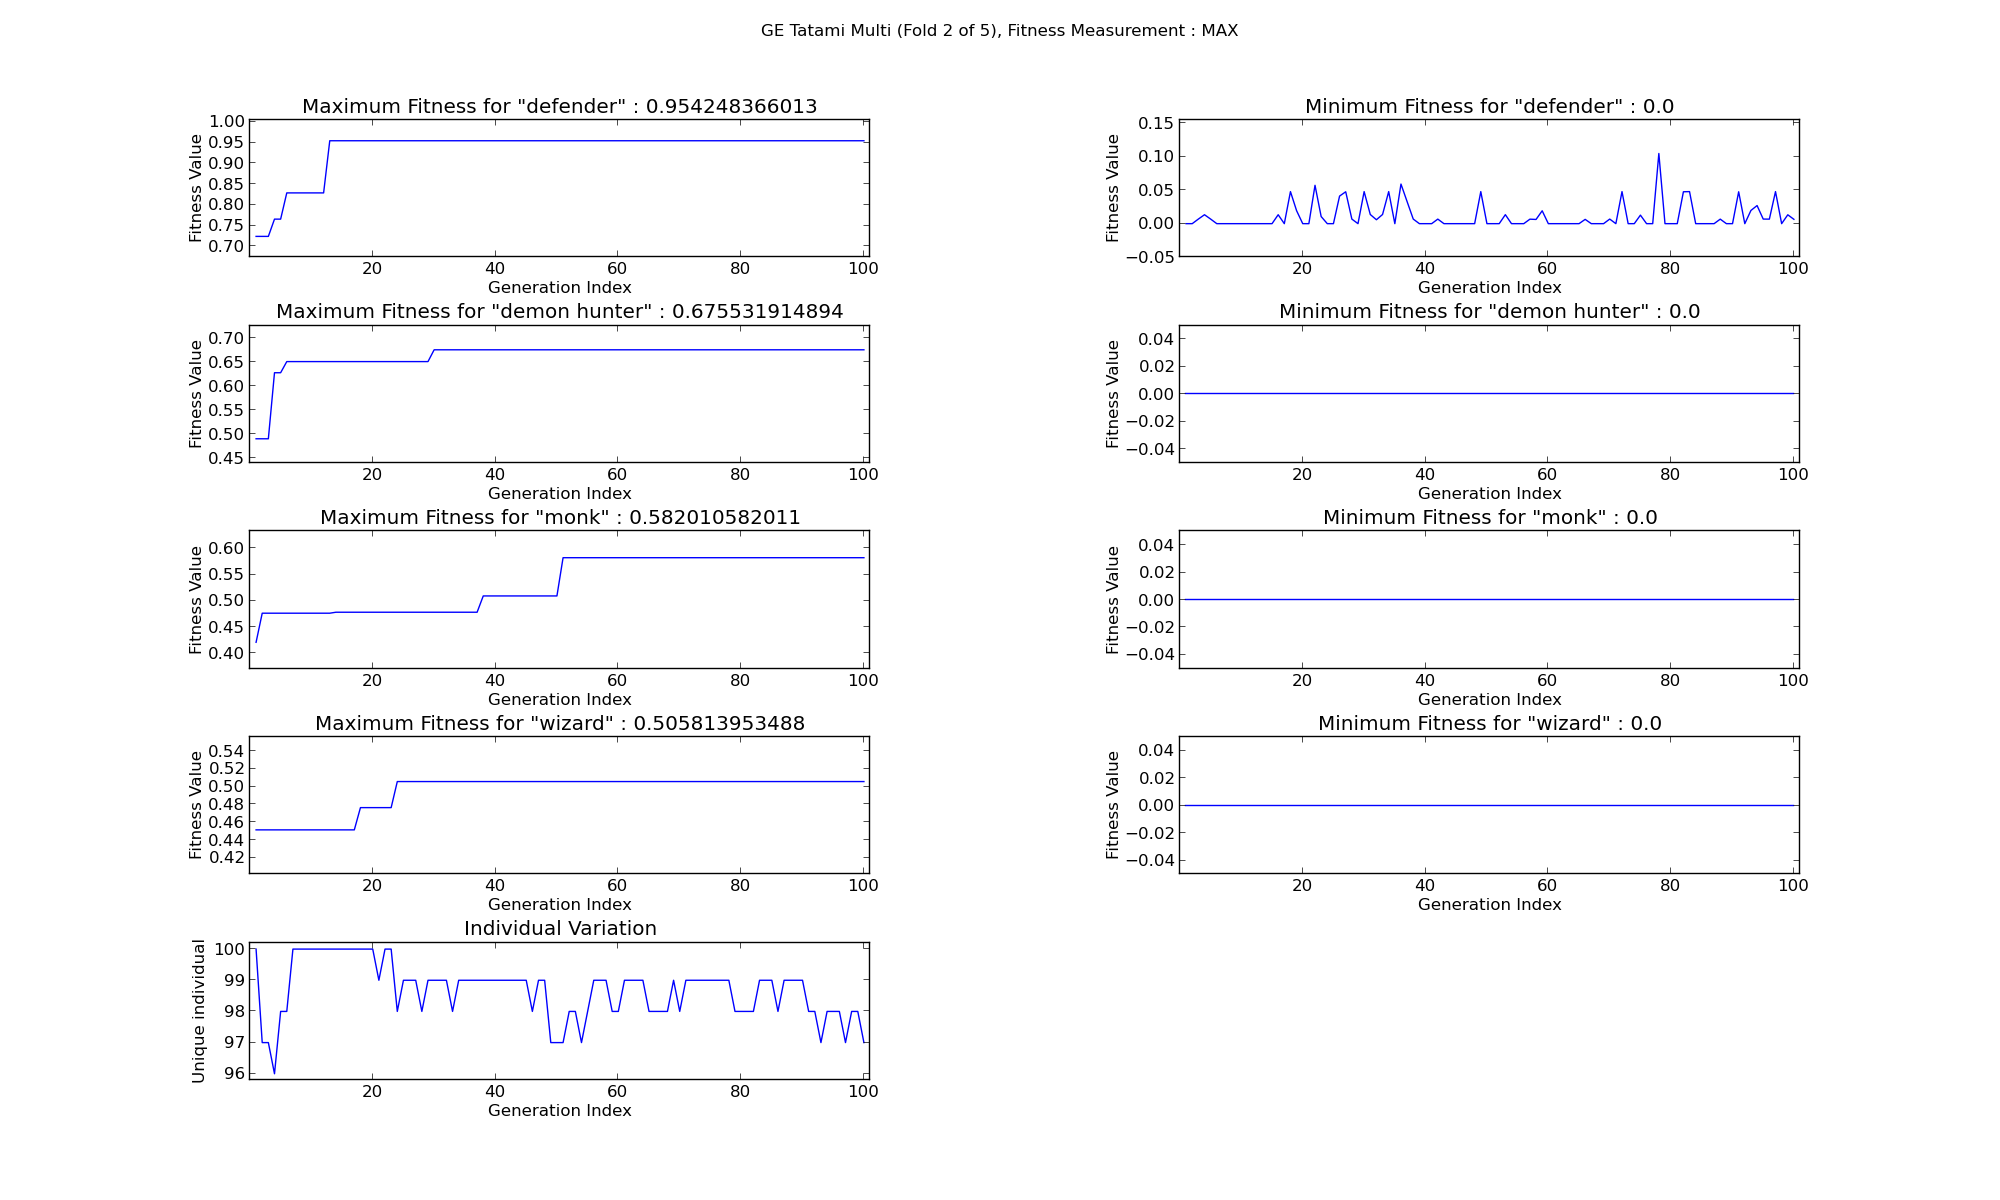 GE Tatami Multi (Fold 2 of 5), Fitness Measurement : MAX
Maximum Fitness for "defender" : 0.954248366013
Fitness Value
1.00
0.95
0.90
0.85
0.80
0.75
0.70
20 40 60 80 100
Generation Index
Minimum Fitness for "defender" : 0.0
Fitness Value
0.15
0.10
0.05
0.00
−0.05
20 40 60 80 100
Generation Index
Maximum Fitness for "demon hunter" : 0.675531914894
Fitness Value
0.70
0.65
0.60
0.55
0.50
0.45
20 40 60 80 100
Generation Index
Minimum Fitness for "demon hunter" : 0.0
Fitness Value
0.04
0.02
0.00
−0.02
−0.04
20 40 60 80 100
Generation Index
Maximum Fitness for "monk" : 0.582010582011
Fitness Value
0.60
0.55
0.50
0.45
0.40
20 40 60 80 100
Generation Index
Minimum Fitness for "monk" : 0.0
Fitness Value
0.04
0.02
0.00
−0.02
−0.04
20 40 60 80 100
Generation Index
Maximum Fitness for "wizard" : 0.505813953488
Fitness Value
0.54
0.52
0.50
0.48
0.46
0.44
0.42
20 40 60 80 100
Generation Index
Minimum Fitness for "wizard" : 0.0
Fitness Value
0.04
0.02
0.00
−0.02
−0.04
20 40 60 80 100
Generation Index
Individual Variation
Unique individual
100
99
98
97
96
20 40 60 80 100
Generation Index